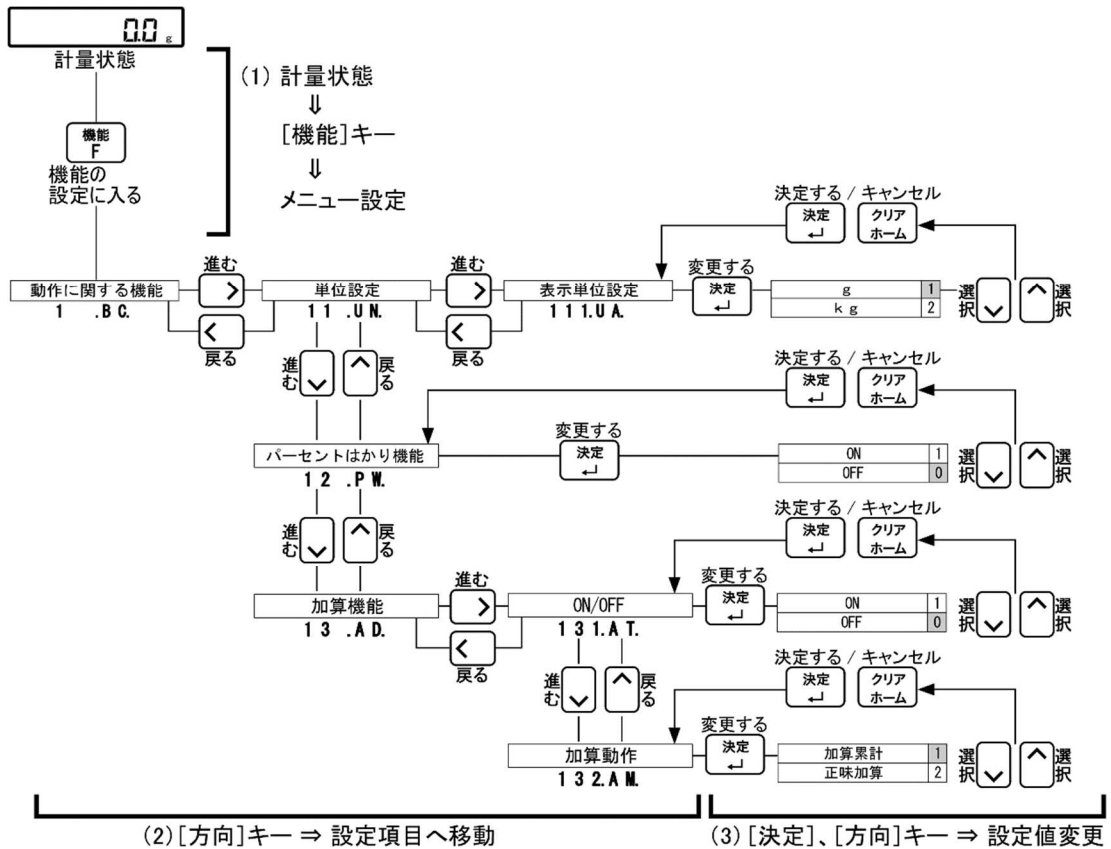 0.0 g
計量状態
機能
F
機能の
設定に入る
(1) 計量状態
⇓
[機能]キー
⇓
メニュー設定
決定する / キャンセル
決定
クリア
ホーム
動作に関する機能
1 .BC.
進む
戻る
単位設定
11 .UN.
進む
戻る
表示単位設定
111.UA.
変更する
決定
g 1
kg 2
選択
選択
進む
戻る
決定する / キャンセル
決定
クリア
ホーム
パーセントはかり機能
12 .PW.
変更する
決定
ON 1
OFF 0
選択
選択
進む
戻る
決定する / キャンセル
決定
クリア
ホーム
加算機能
13 .AD.
進む
戻る
ON/OFF
131.AT.
変更する
決定
ON 1
OFF 0
選択
選択
進む
戻る
決定する / キャンセル
決定
クリア
ホーム
加算動作
132.AM.
変更する
決定
加算累計 1
正味加算 2
選択
選択
(2)[方向]キー ⇒ 設定項目へ移動
(3)[決定]、[方向]キー ⇒ 設定値変更